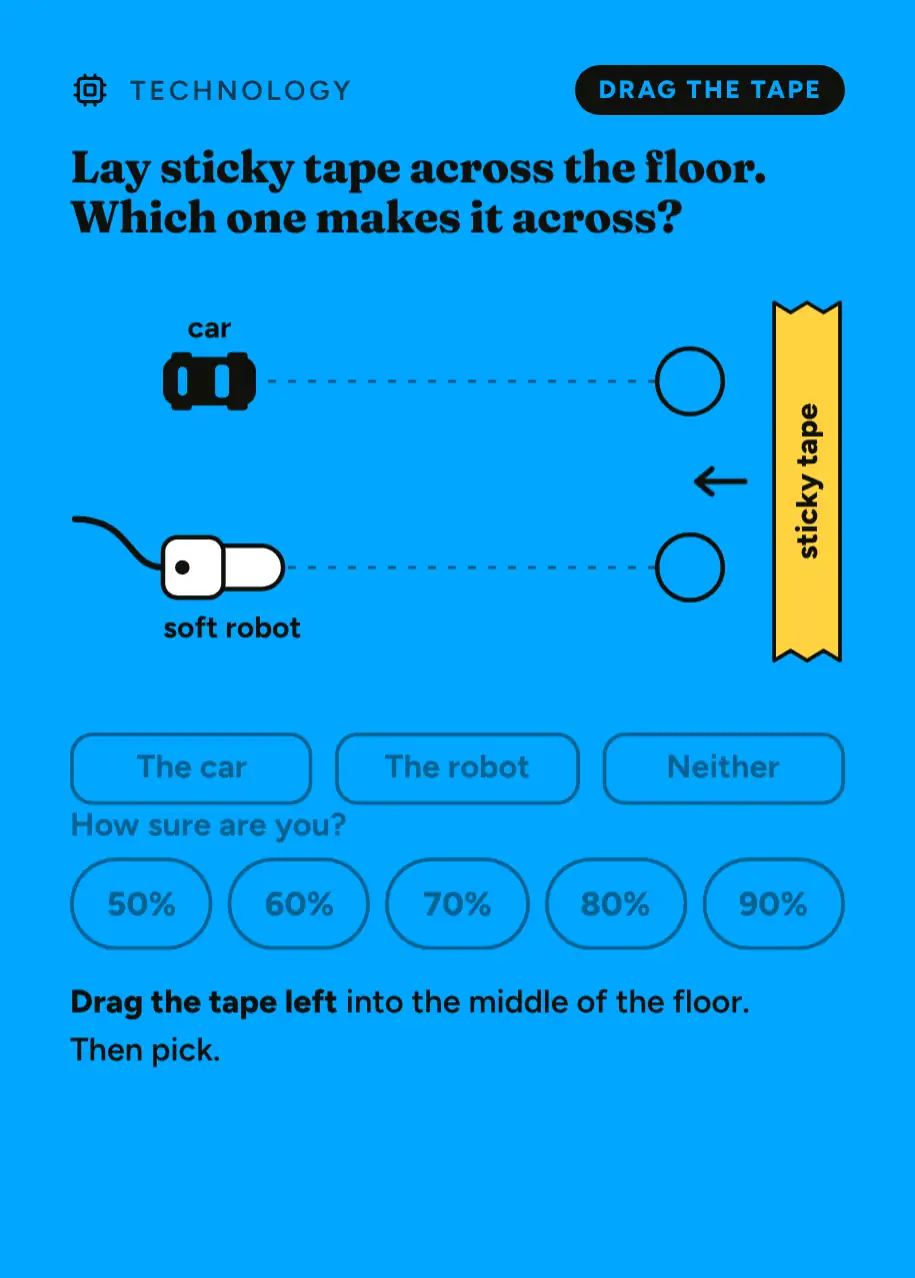 TECHNOLOGY
DRAG THE TAPE
Lay sticky tape across the floor.
Which one makes it across?
car
sticky tape
soft robot
The car
The robot
Neither
How sure are you?
50%
60%
70%
80%
90%
Drag the tape left into the middle of the floor.
Then pick.